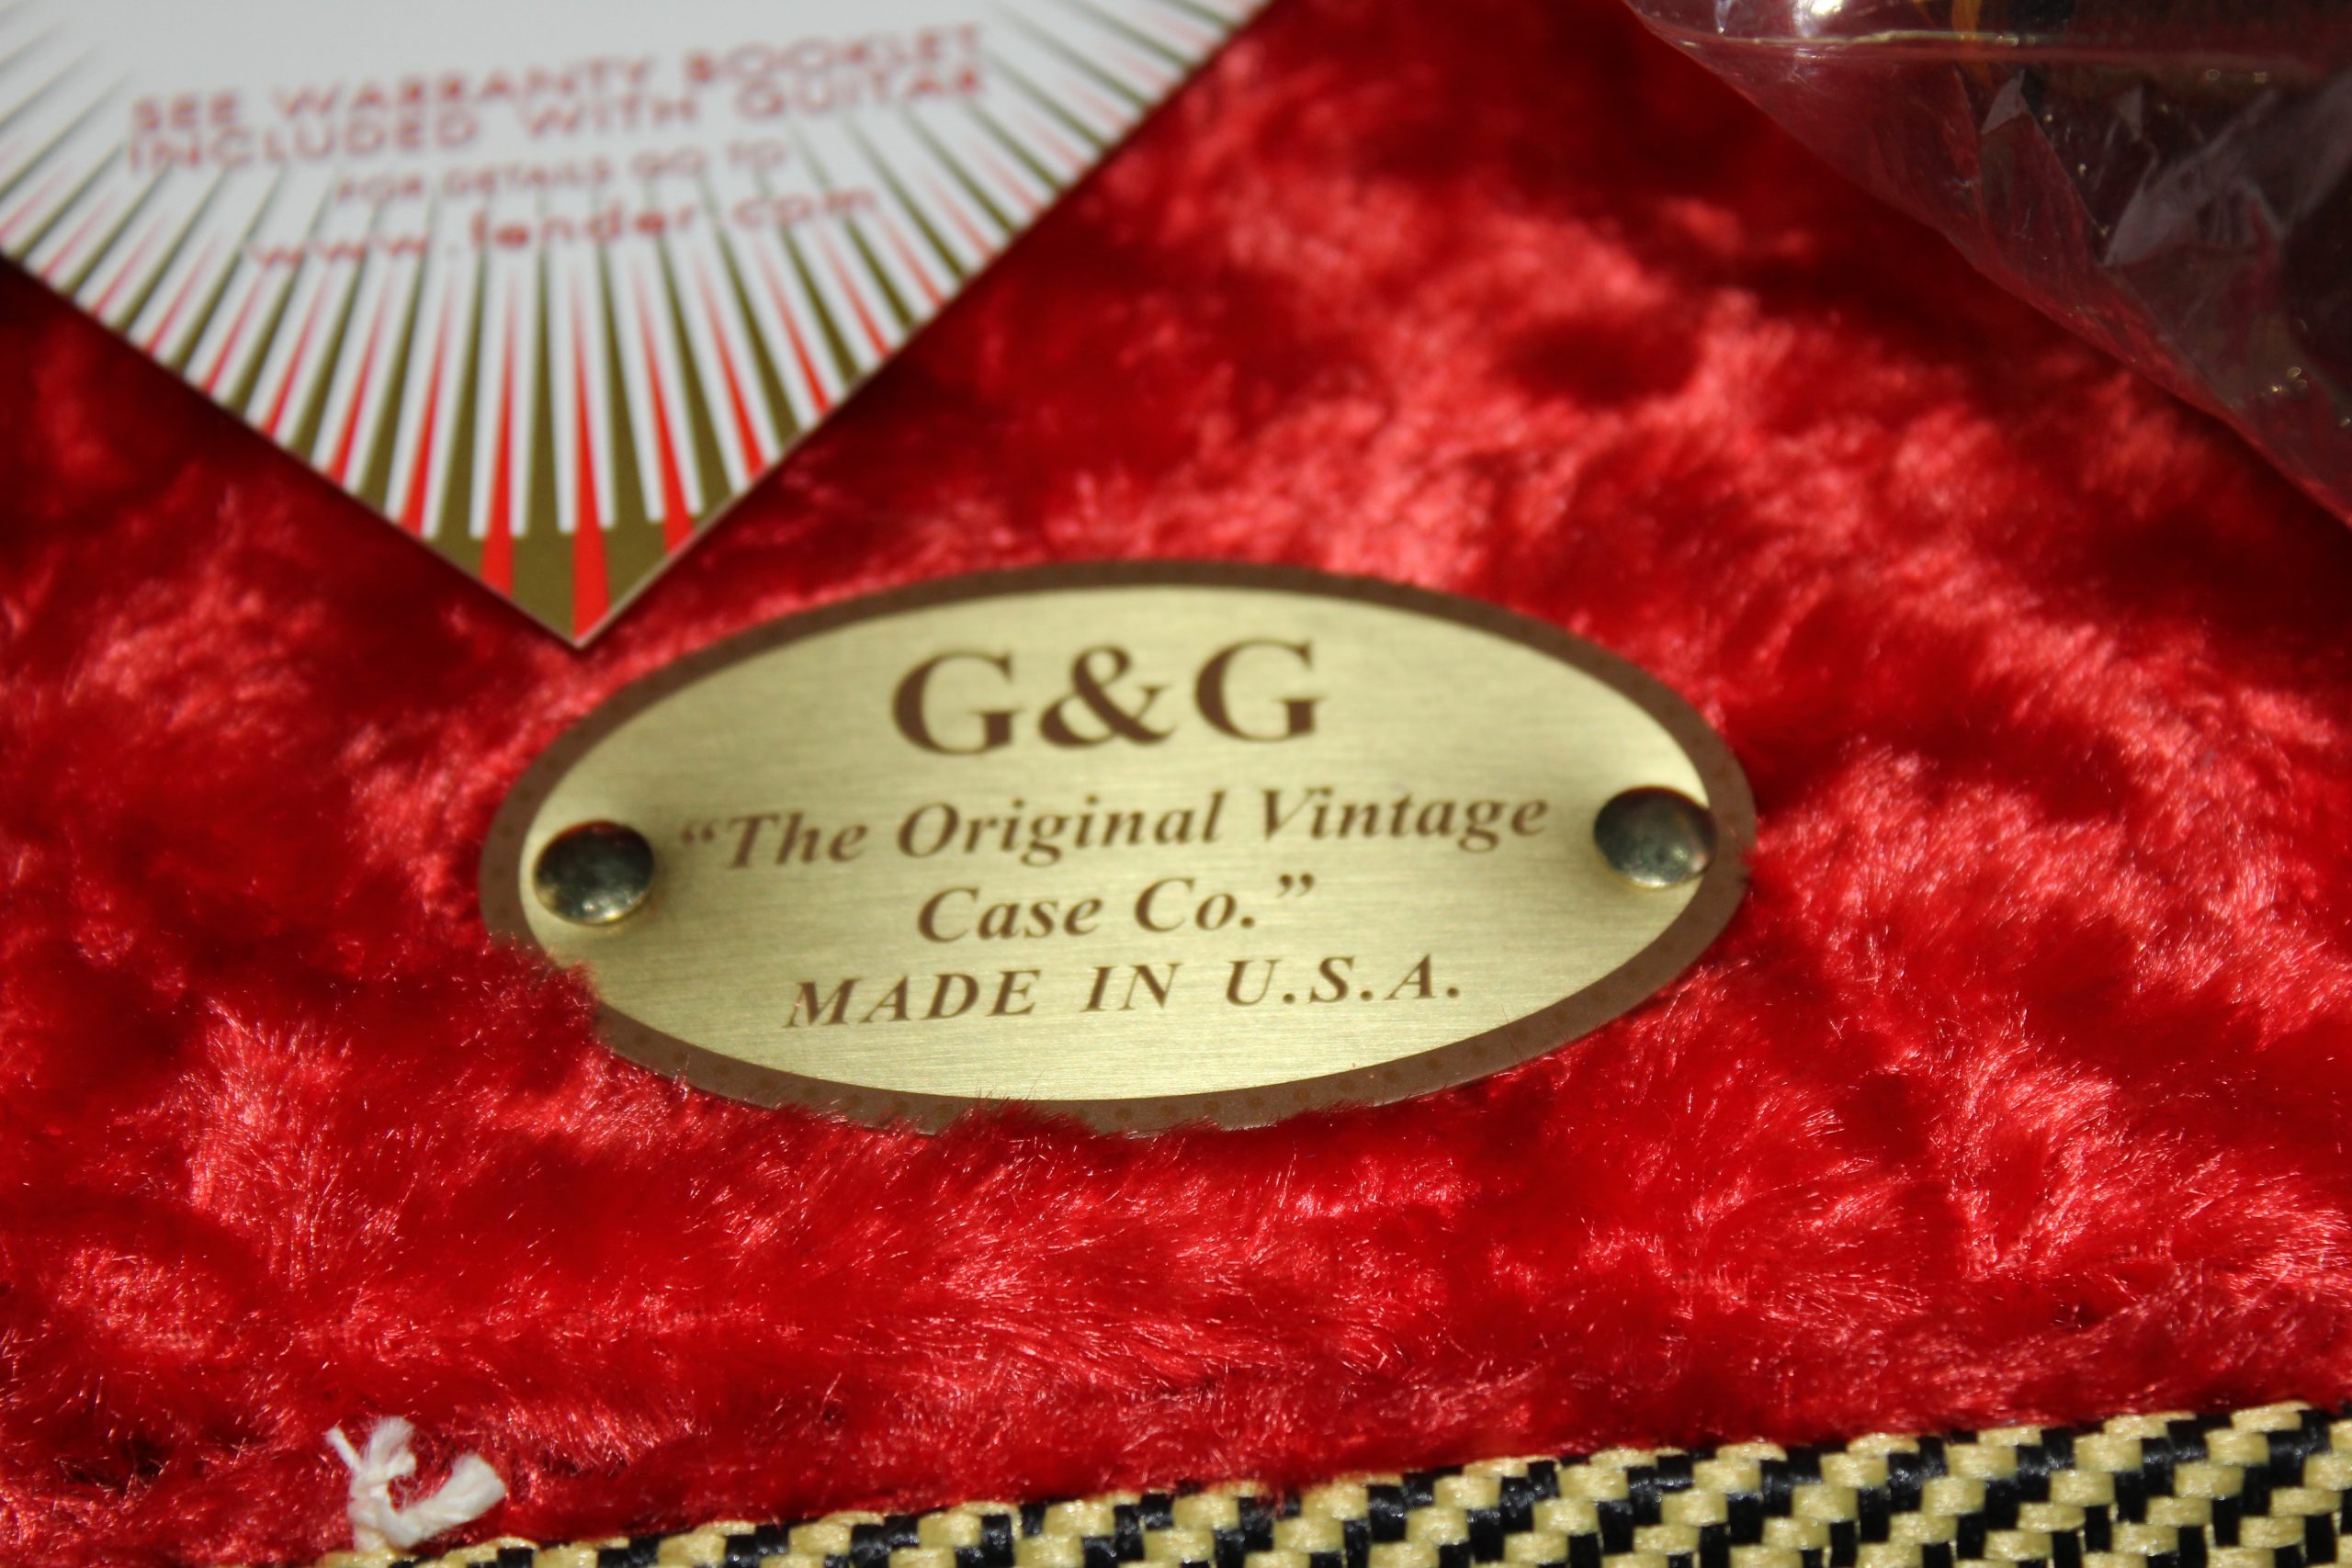 SEE WARRANTY BOOKLET
INCLUDED WITH GUITAR
FOR DETAILS GO TO
www.fender.com
G&G
“The Original Vintage
Case Co.”
MADE IN U.S.A.